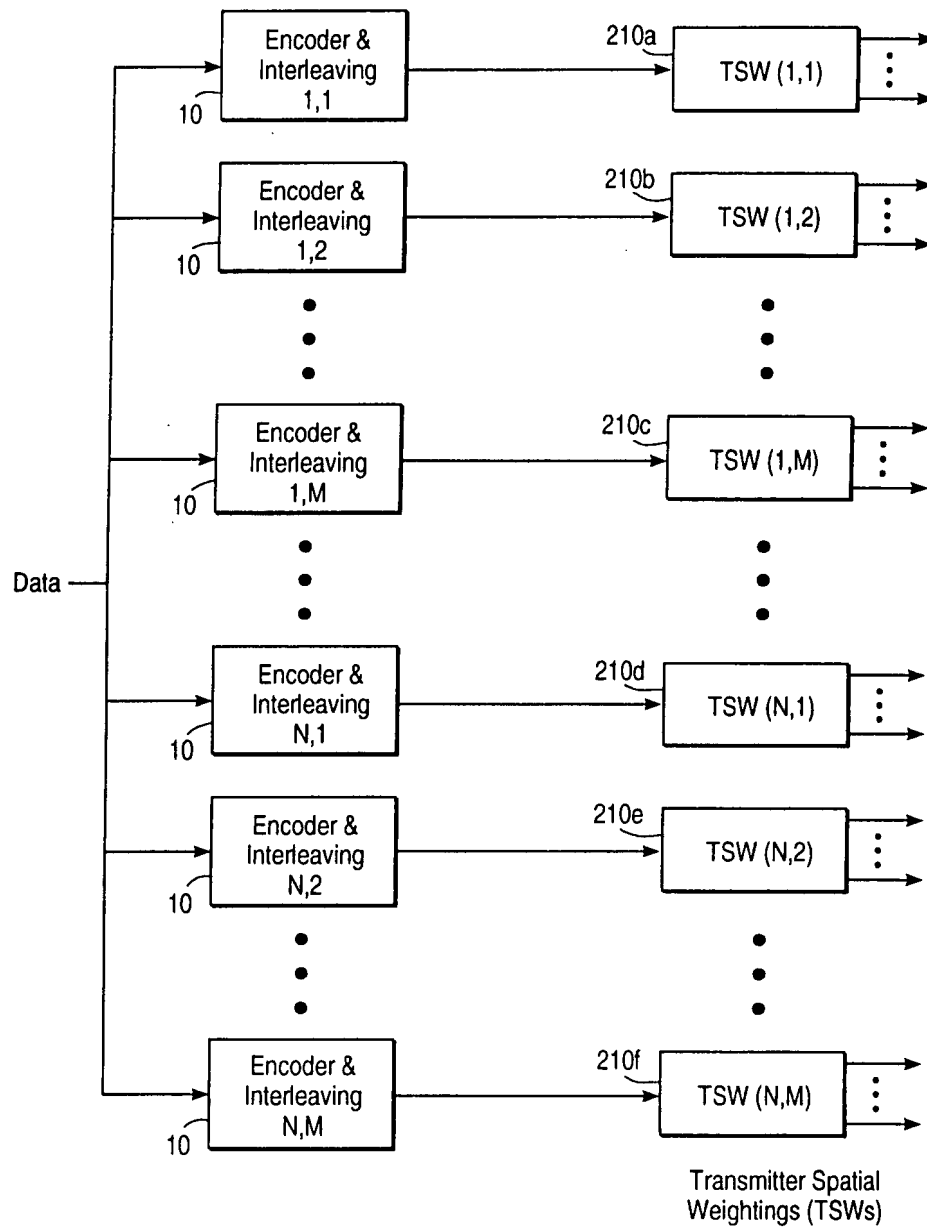 Encoder &
Interleaving
1,1
10
210a
TSW (1,1)
Encoder &
Interleaving
1,2
10
210b
TSW (1,2)
Encoder &
Interleaving
1,M
10
210c
TSW (1,M)
Data
Encoder &
Interleaving
N,1
10
210d
TSW (N,1)
Encoder &
Interleaving
N,2
10
210e
TSW (N,2)
Encoder &
Interleaving
N,M
10
210f
TSW (N,M)
Transmitter Spatial
Weightings (TSWs)